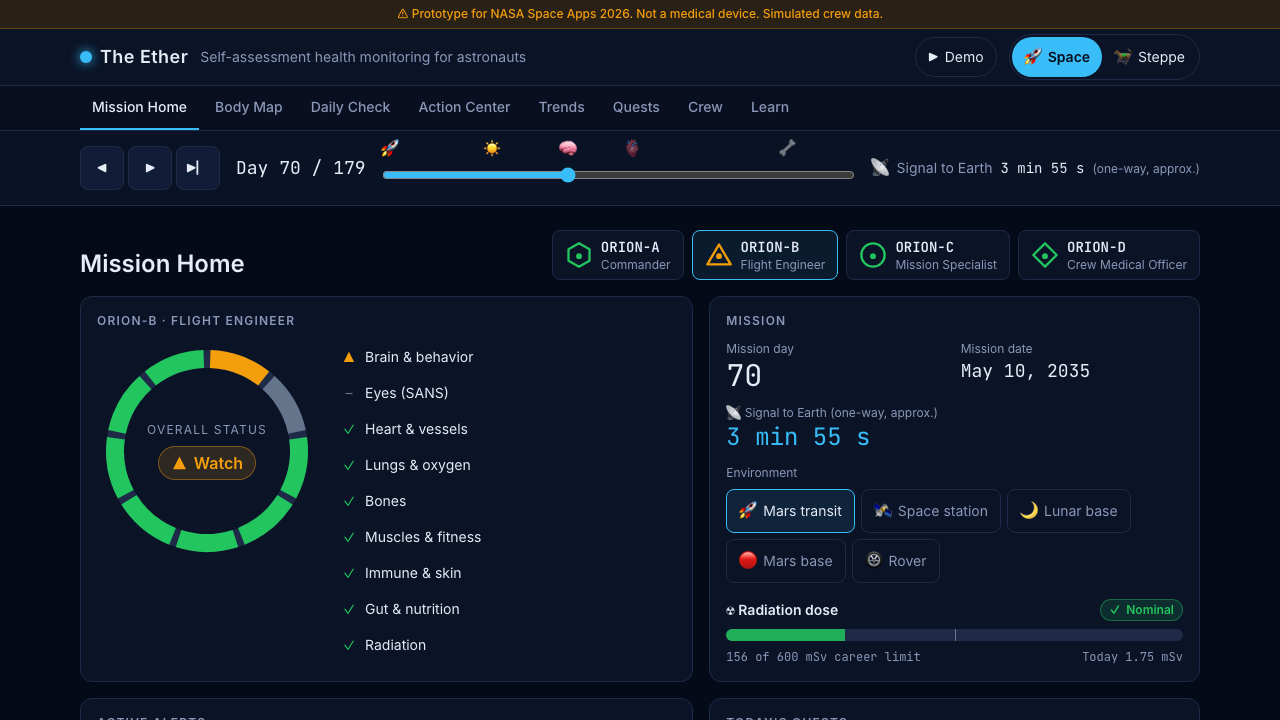 ⚠ Prototype for NASA Space Apps 2026. Not a medical device. Simulated crew data.
The Ether
Self-assessment health monitoring for astronauts
Demo
Space
Steppe
Mission Home
Body Map
Daily Check
Action Center
Trends
Quests
Crew
Learn
Day 70 / 179
Signal to Earth 3 min 55 s (one-way, approx.)
Mission Home
ORION-A
Commander
ORION-B
Flight Engineer
ORION-C
Mission Specialist
ORION-D
Crew Medical Officer
ORION-B · FLIGHT ENGINEER
OVERALL STATUS
Watch
Brain & behavior
Eyes (SANS)
Heart & vessels
Lungs & oxygen
Bones
Muscles & fitness
Immune & skin
Gut & nutrition
Radiation
MISSION
Mission day
70
Mission date
May 10, 2035
Signal to Earth (one-way, approx.)
3 min 55 s
Environment
Mars transit
Space station
Lunar base
Mars base
Rover
☢ Radiation dose
Nominal
156 of 600 mSv career limit
Today 1.75 mSv
ACTIVE ALERTS
TODAY'S QUESTS